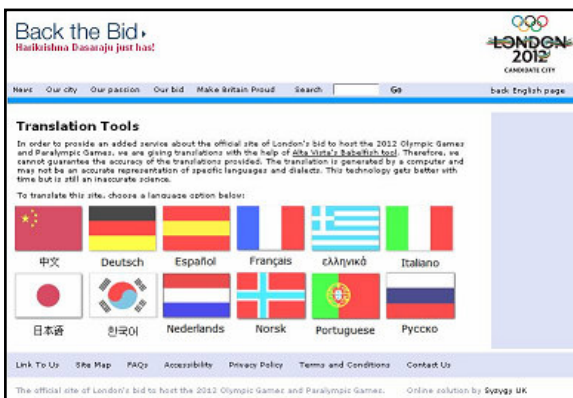 Back the Bid
Harikrishna Dasaraju just has!
LONDON
2012
CANDIDATE CITY
News Our city Our passion Our bid Make Britain Proud Search Go back English page
Translation Tools
In order to provide an added service about the official site of London's bid to host the 2012 Olympic Games
and Paralympic Games, we are giving translations with the help of Alta Vista's Babelfish tool. Therefore, we
cannot guarantee the accuracy of the translations provided. The translation is generated by a computer and
may not be an accurate representation of specific languages and dialects. This technology gets better with
time but is still an inaccurate science.
To translate this site, choose a language option below:
中文 Deutsch Español Français ελληνικά Italiano
日本语 한국어 Nederlands Norsk Portuguese Русско
Link To Us Site Map FAQs Accessibility Privacy Policy Terms and Conditions Contact Us
The official site of London's bid to host the 2012 Olympic Games and Paralympic Games. Online solution by Syzygy UK